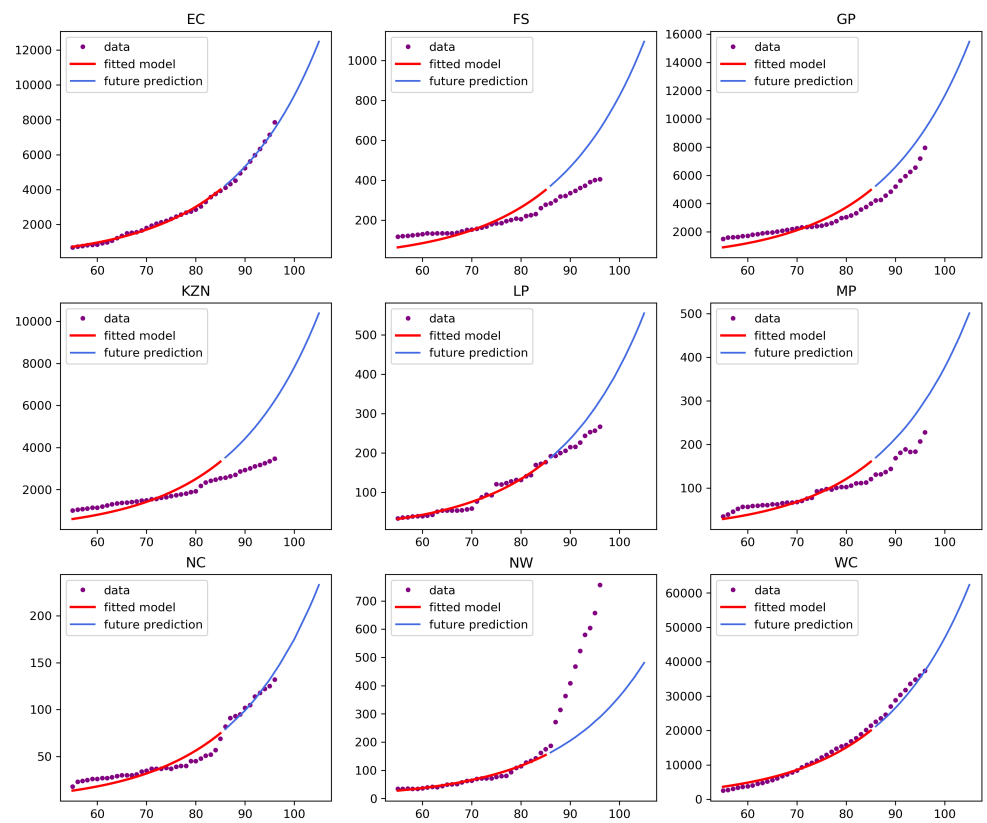 EC
12000
10000
8000
6000
4000
2000
data
fitted model
future prediction
60 70 80 90 100
FS
1000
800
600
400
200
data
fitted model
future prediction
60 70 80 90 100
GP
16000
14000
12000
10000
8000
6000
4000
2000
data
fitted model
future prediction
60 70 80 90 100
KZN
10000
8000
6000
4000
2000
data
fitted model
future prediction
60 70 80 90 100
LP
500
400
300
200
100
data
fitted model
future prediction
60 70 80 90 100
MP
500
400
300
200
100
data
fitted model
future prediction
60 70 80 90 100
NC
200
150
100
50
data
fitted model
future prediction
60 70 80 90 100
NW
700
600
500
400
300
200
100
0
data
fitted model
future prediction
60 70 80 90 100
WC
60000
50000
40000
30000
20000
10000
0
data
fitted model
future prediction
60 70 80 90 100